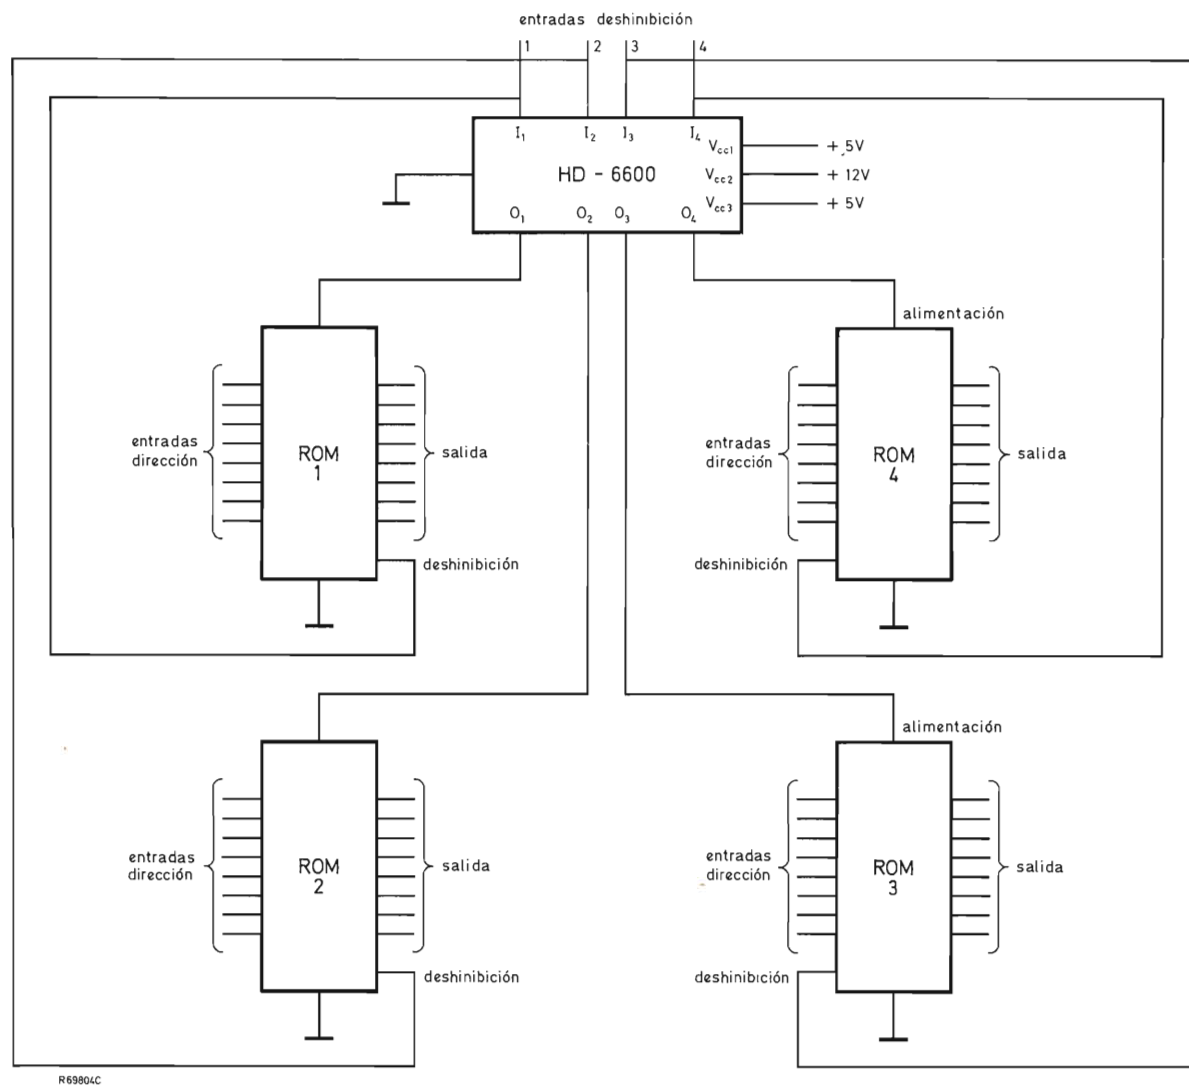 entradas deshinibición
1 2 3 4
I₁ I₂ I₃ I₄
Vcc1 + 5V
HD - 6600
Vcc2 + 12V
Vcc3 + 5V
O₁ O₂ O₃ O₄
alimentación
entradas
dirección
ROM
1
salida
deshinibición
entradas
dirección
ROM
4
salida
deshinibición
alimentación
entradas
dirección
ROM
2
salida
deshinibición
entradas
dirección
ROM
3
salida
deshinibición
R69804C